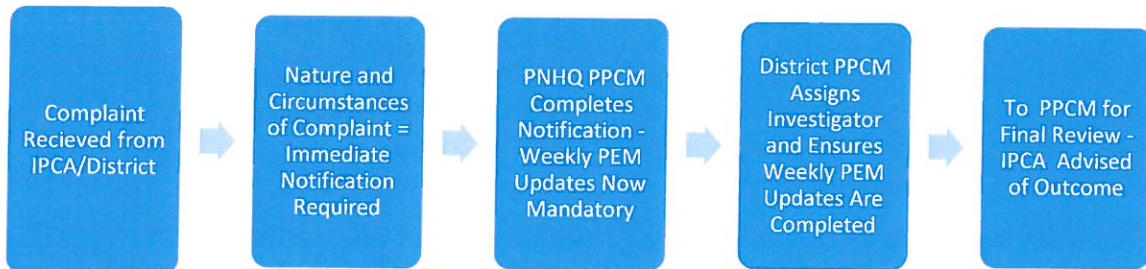 Complaint
Recieved from
IPCA/District
Nature and
Circumstances
of Complaint =
Immediate
Notification
Required
PNHQ PPCM
Completes
Notification -
Weekly PEM
Updates Now
Mandatory
District PPCM
Assigns
Investigator
and Ensures
Weekly PEM
Updates Are
Completed
To PPCM for
Final Review -
IPCA Advised
of Outcome